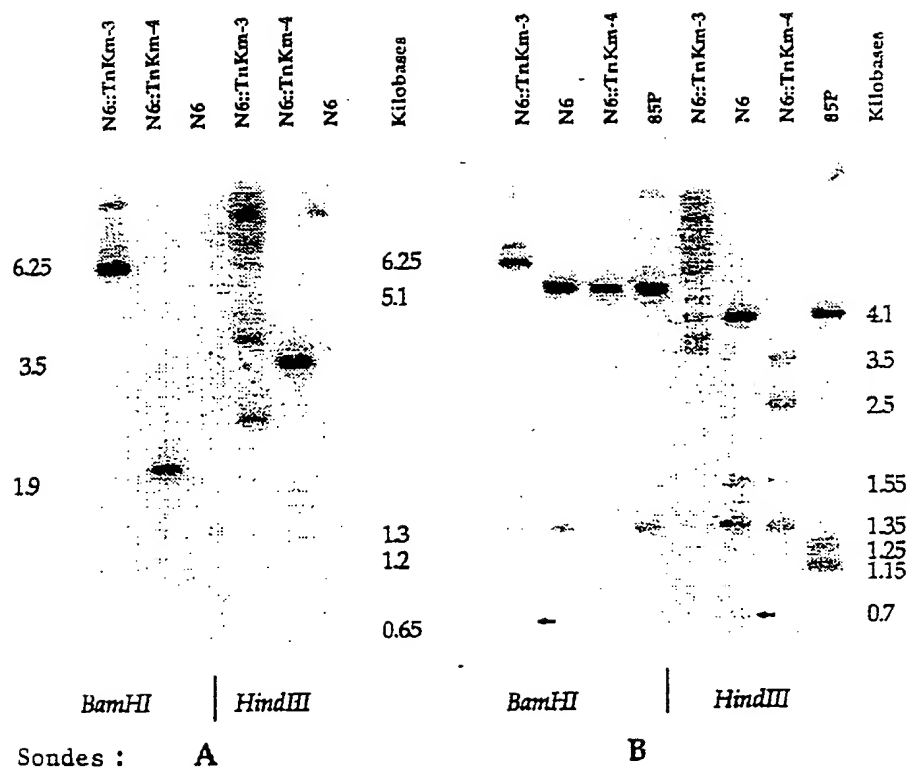 N6::TnKm-3
N6::TnKm-4
N6
N6::TnKm-3
N6::TnKm-4
N6
Kilobases
N6::TnKm-3
N6
N6::TnKm-4
85P
N6::TnKm-3
N6
N6::TnKm-4
85P
Kilobases
6.25
3.5
1.9
6.25
5.1
1.3
1.2
0.65
4.1
3.5
2.5
1.55
1.35
1.25
1.15
0.7
BamHI HindIII
BamHI HindIII
Sondes : A B